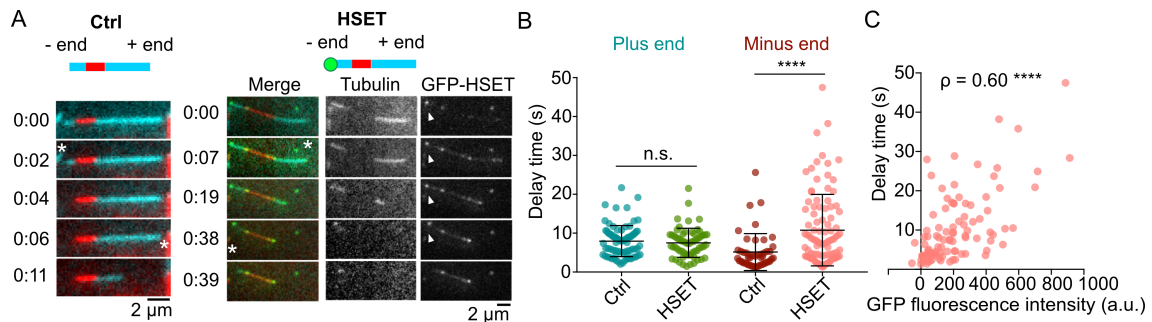 A
Ctrl
- end + end
0:00
0:02
*
0:04
0:06
*
0:11
2 µm
HSET
- end + end
Merge Tubulin GFP-HSET
0:00
0:07
*
0:19
0:38
*
0:39
2 µm
B
Plus end Minus end
****
n.s.
Delay time (s)
50
40
30
20
10
0
Ctrl HSET Ctrl HSET
C
ρ = 0.60 ****
Delay time (s)
50
40
30
20
10
0 200 400 600 800 1000
GFP fluorescence intensity (a.u.)